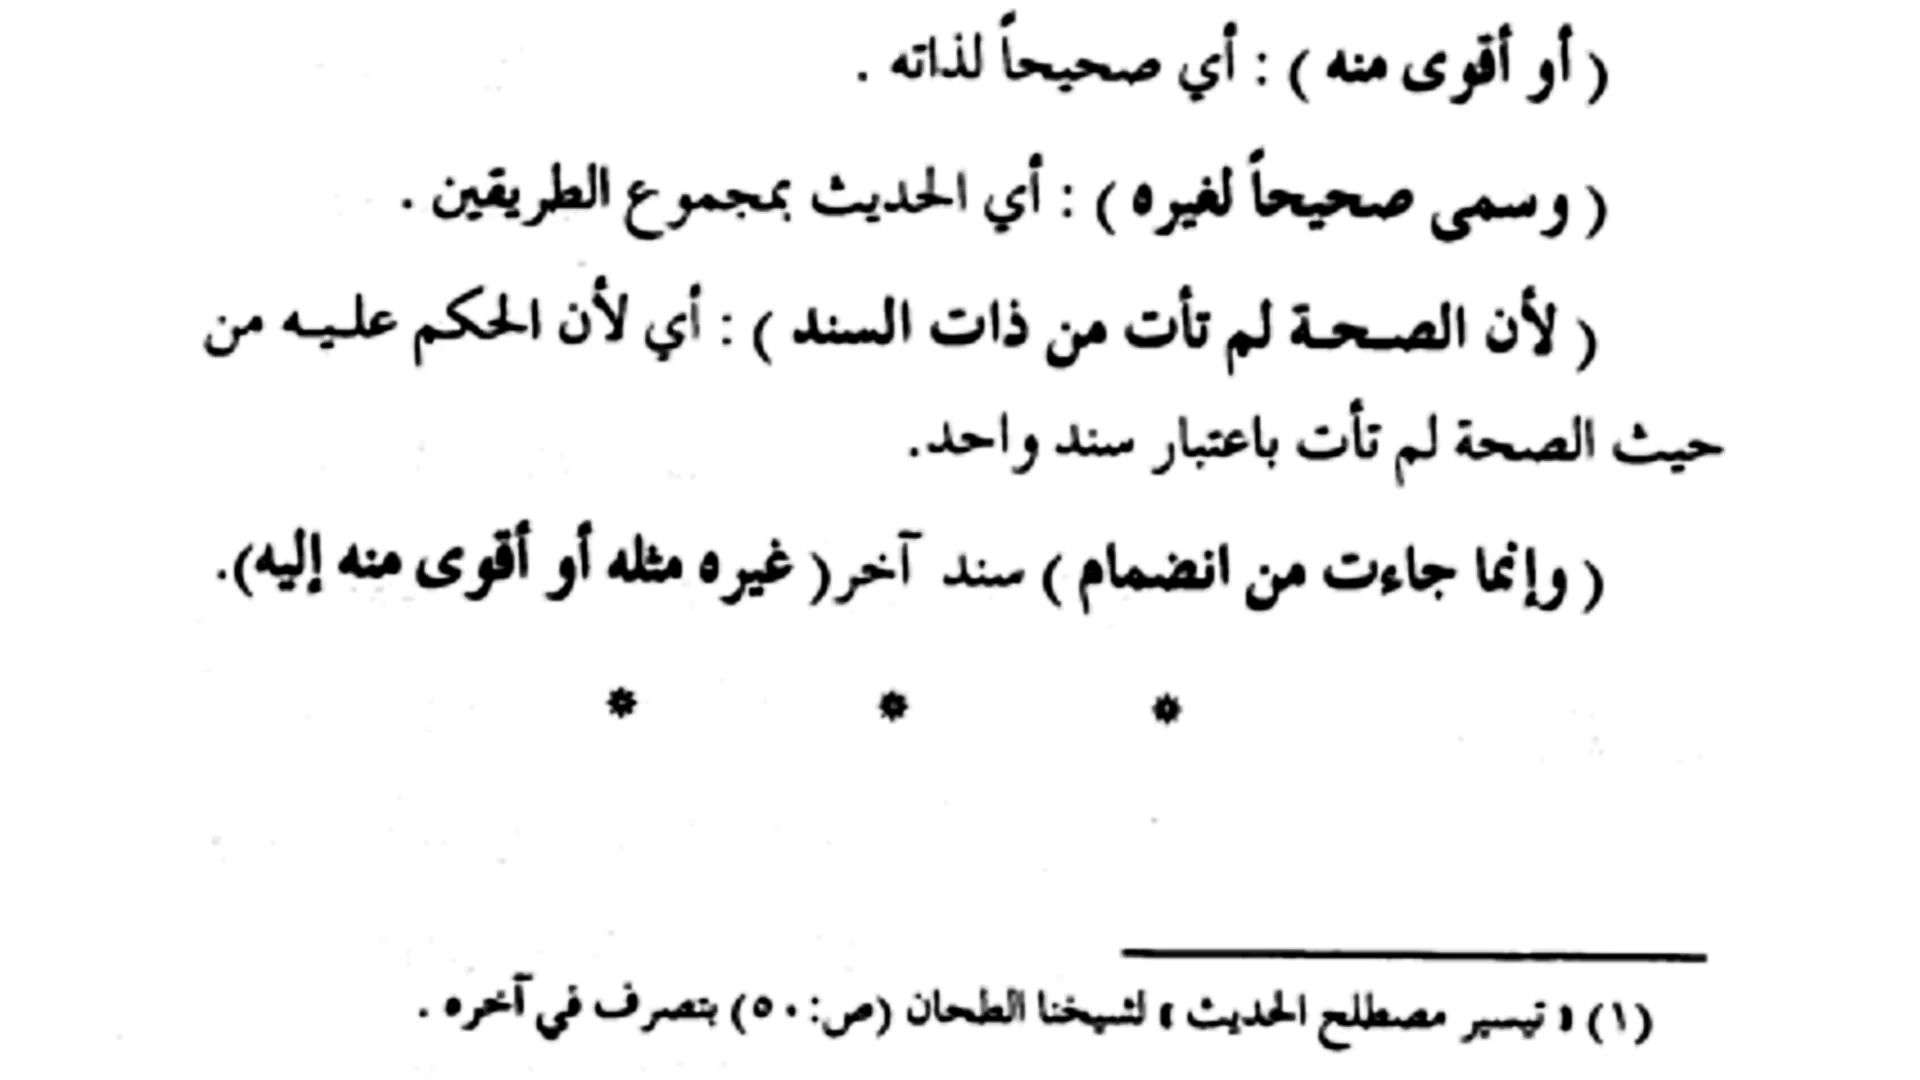 ( أو أقوى منه ) : أي صحيحاً لذاته .
( وسمى صحيحاً لغيره ) : أي الحديث بمجموع الطريقين .
( لأن الصحة لم تأت من ذات السند ) : أي لأن الحكم عليه من
حيث الصحة لم تأت باعتبار سند واحد.
( وإنما جاءت من انضمام ) سند آخر( غيره مثله أو أقوى منه إليه).
* * *
(١) « تيسير مصطلح الحديث » لشيخنا الطحان (ص:٥٠) بتصرف في آخره .